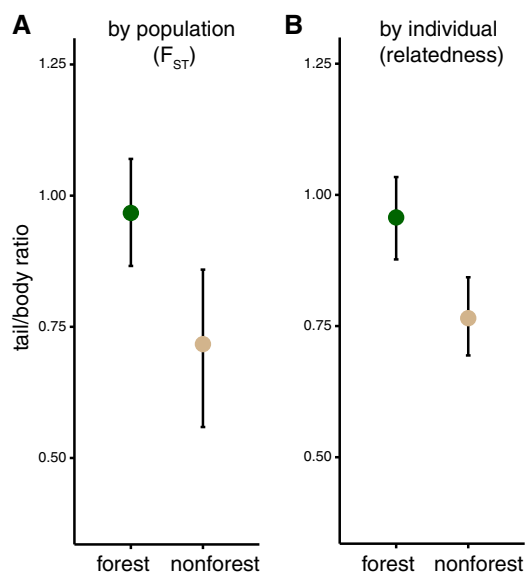 A
by population
(FST)
B
by individual
(relatedness)
tail/body ratio
1.25
1.00
0.75
0.50
forest nonforest
1.25
1.00
0.75
0.50
forest nonforest